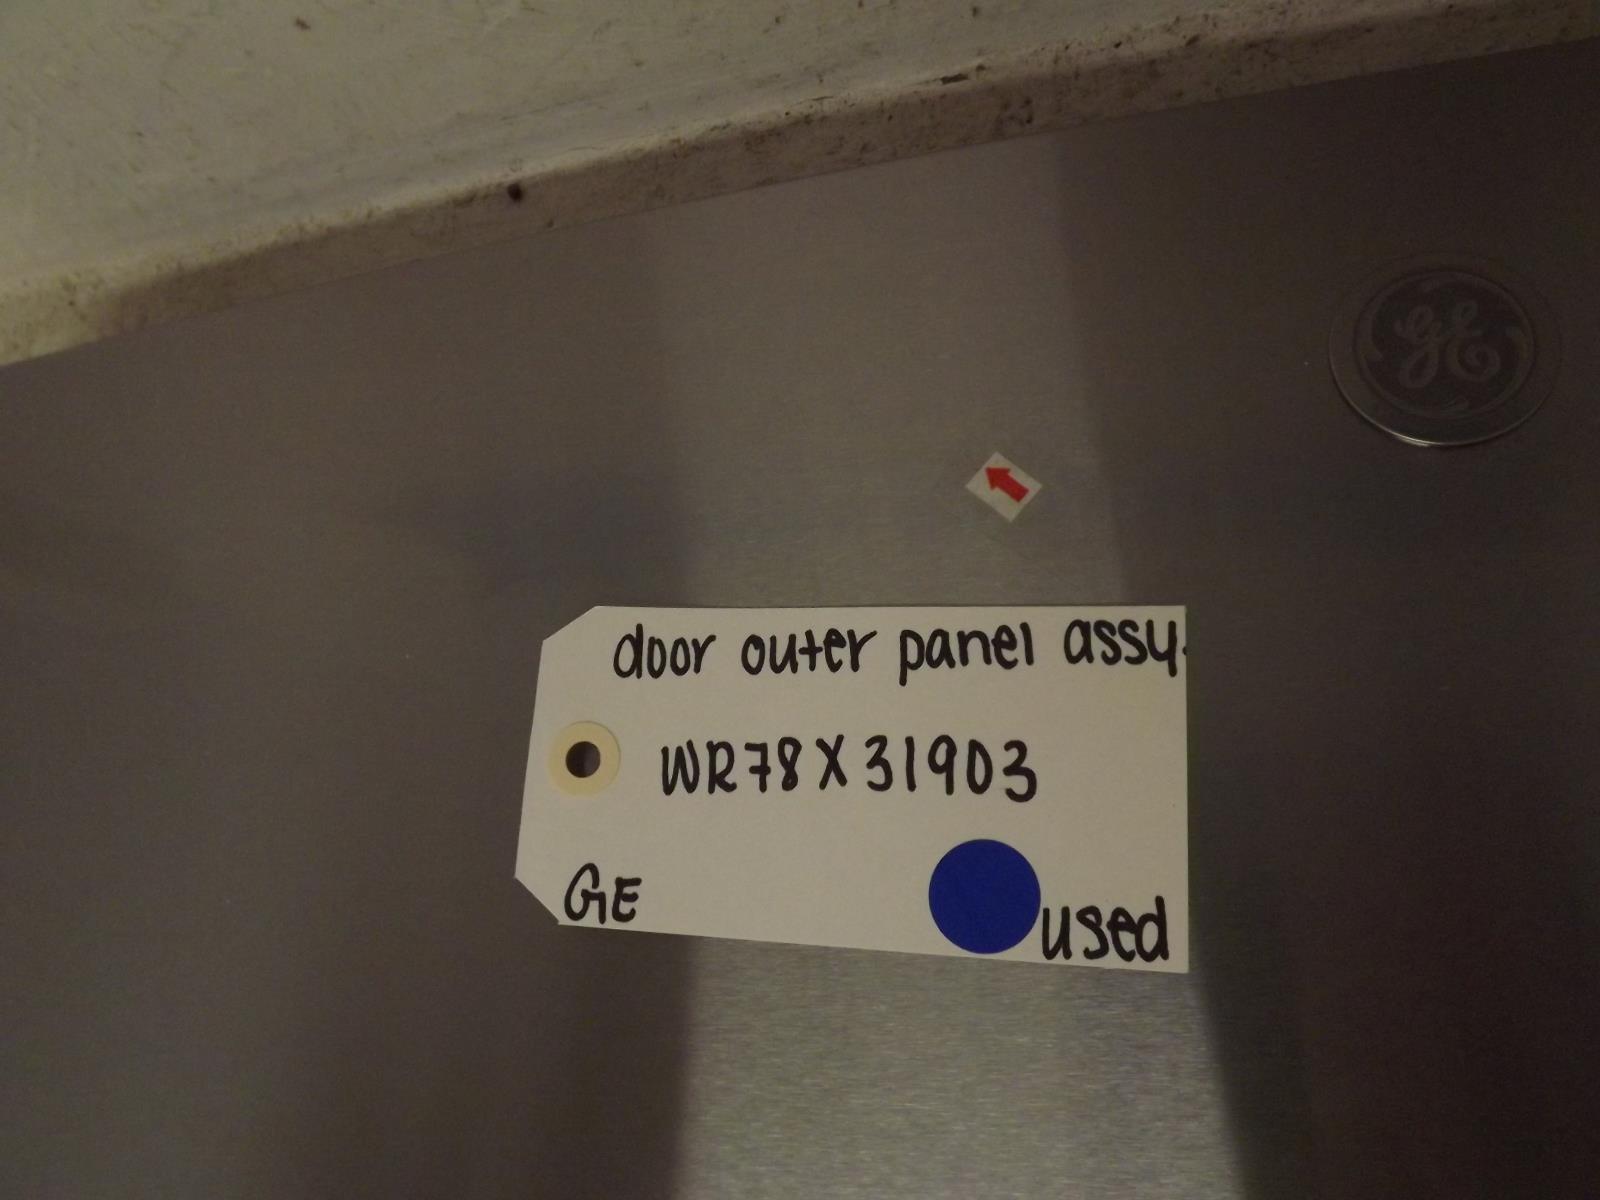 GE
door outer panel assy.
WR78X31903
GE
used